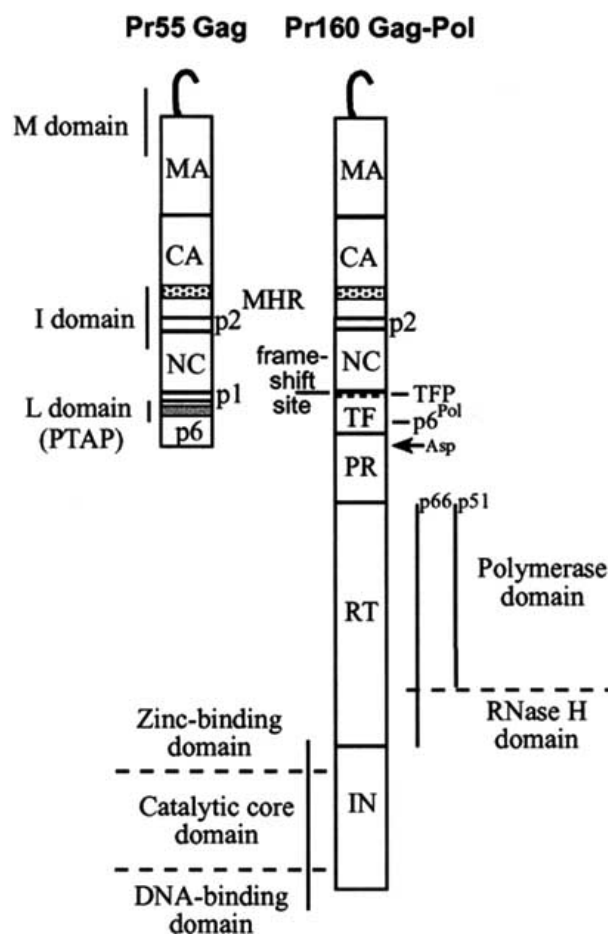 Pr55 Gag Pr160 Gag-Pol
M domain
MA MA
CA CA
MHR
I domain
p2 p2
NC NC
frame-
shift
site
p1 TFP
L domain
(PTAP)
TF p6Pol
p6
Asp
PR
p66 p51
Polymerase
domain
RT
RNase H
domain
Zinc-binding
domain
IN
Catalytic core
domain
DNA-binding
domain